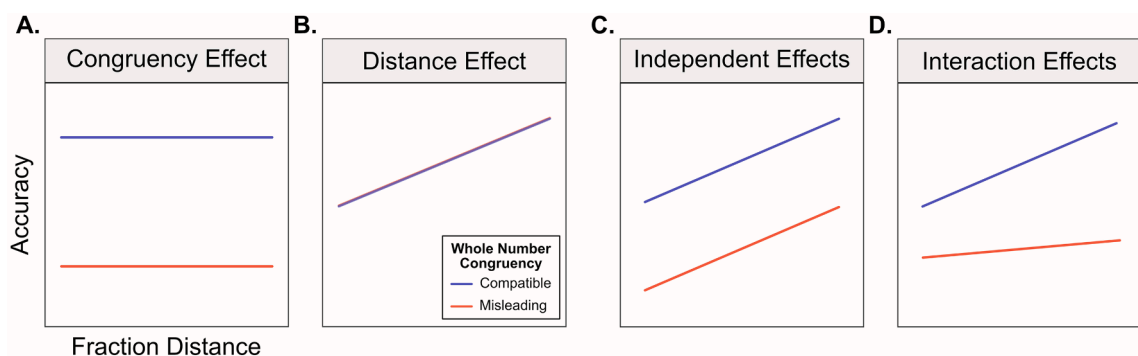 A.
Congruency Effect
B.
Distance Effect
C.
Independent Effects
D.
Interaction Effects
Accuracy
Whole Number
Congruency
Compatible
Misleading
Fraction Distance